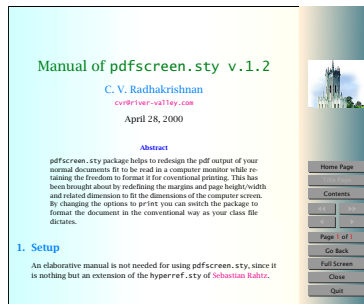 Manual of pdfscreen.sty v.1.2
C. V. Radhakrishnan
cvr@river-valley.com
April 28, 2000
Abstract
pdfscreen.sty package helps to redesign the pdf output of your
normal documents fit to be read in a computer monitor while re-
taining the freedom to format it for coventional printing. This has
been brought about by redefining the margins and page height/width
and related dimension to fit the dimensions of the computer screen.
By changing the options to print you can switch the package to
format the document in the conventional way as your class file
dictates.
1. Setup
An elaborative manual is not needed for using pdfscreen.sty, since it
is nothing but an extension of the hyperref.sty of Sebastian Rahtz.
Home Page
Title Page
Contents
Page 1 of 1
Go Back
Full Screen
Close
Quit